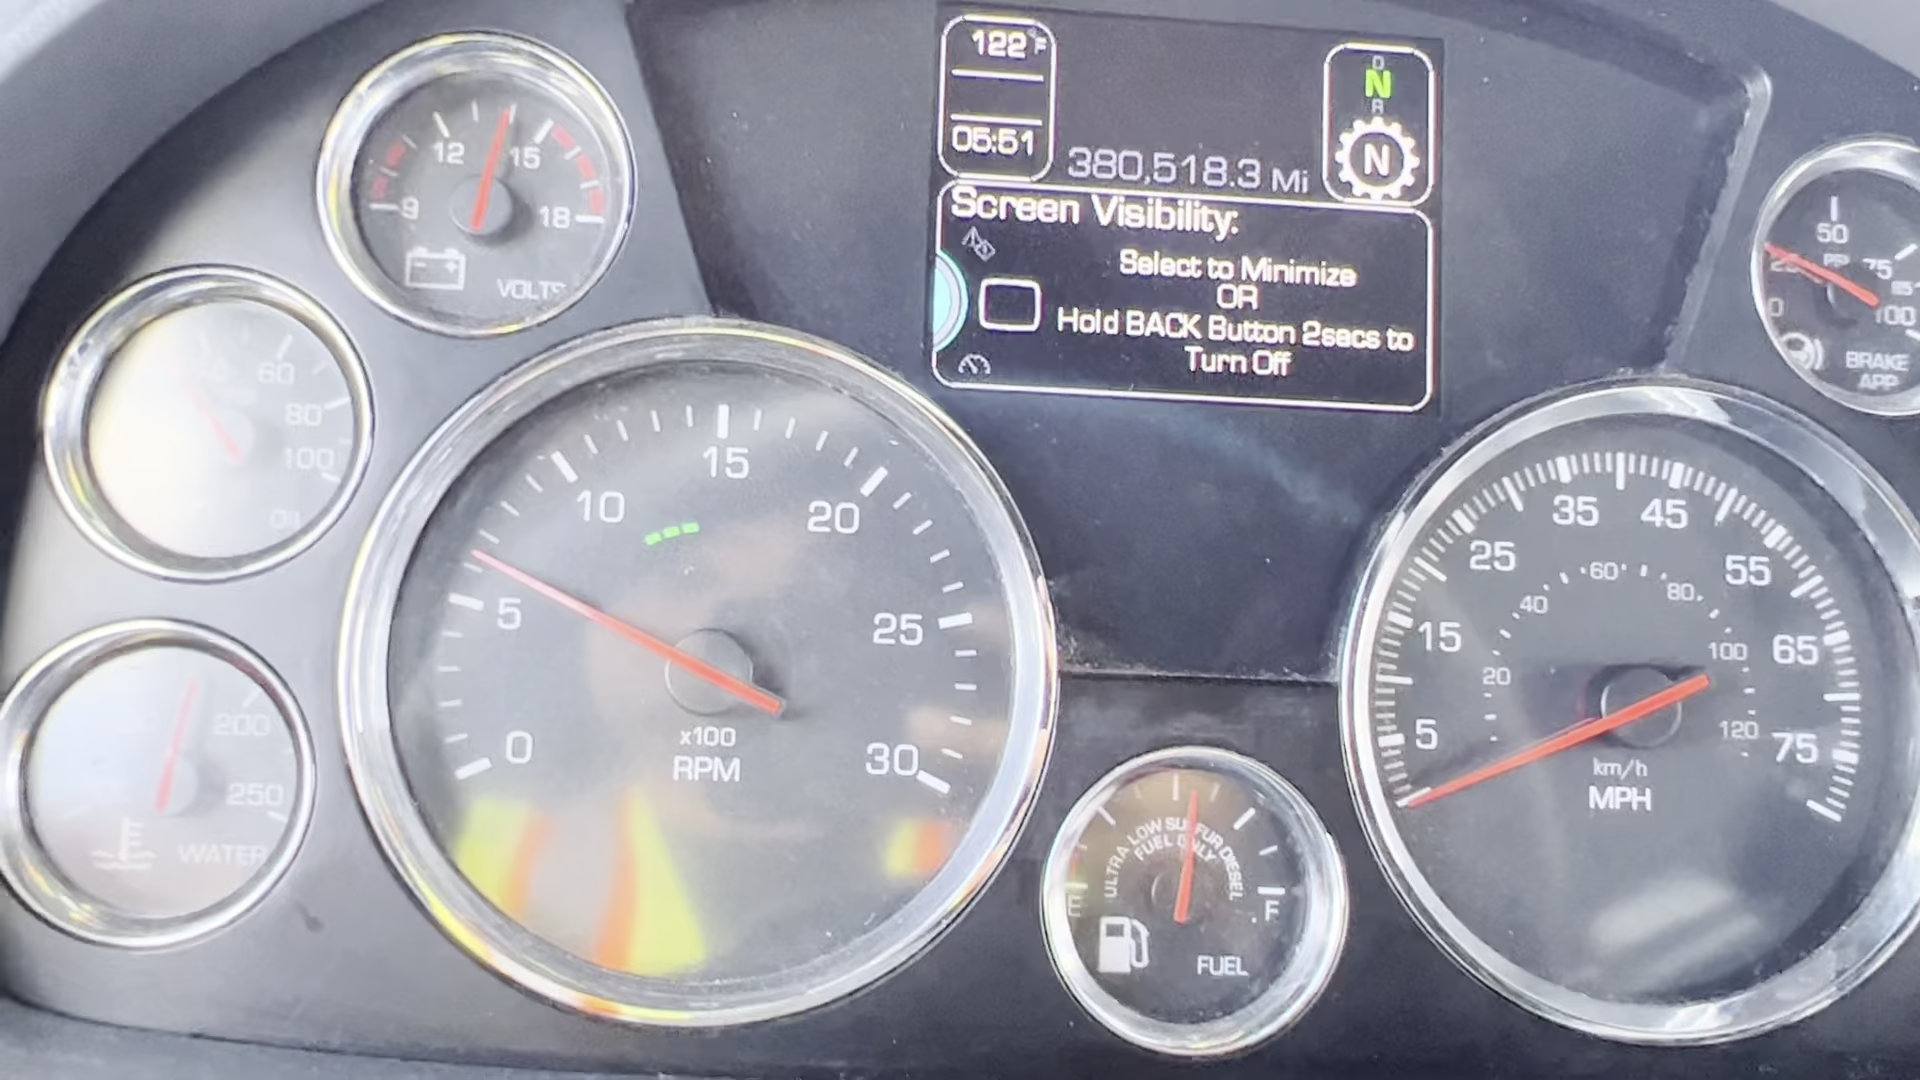 122°F
05:51
380,518.3 Mi
D
N
R
N
Screen Visibility:
Select to Minimize
OR
Hold BACK Button 2secs to
Turn Off
9
12
15
18
VOLTS
60
80
100
OIL
200
250
WATER
0
5
10
15
20
25
30
x100
RPM
ULTRA LOW SULFUR DIESEL
FUEL ONLY
E
F
FUEL
5
15
25
35
45
55
65
75
20
40
60
80
100
120
km/h
MPH
0
50
PSI
75
100
BRAKE
APP